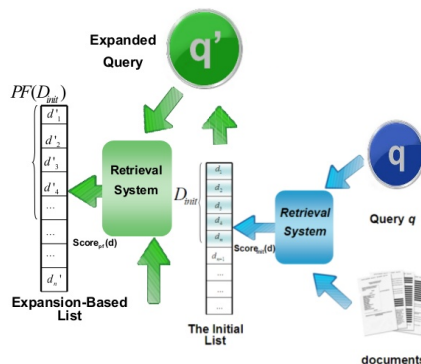 Expanded
Query
q’
PF(D_init)
d'_1
d'_2
d'_3
d'_4
...
...
...
d_n'
Retrieval
System
Score_pf(d)
Expansion-Based
List
D_init
d_1
d_2
d_3
d_4
d_n
d_n+1
...
...
...
The Initial
List
Retrieval
System
Score_init(d)
q
Query q
documents